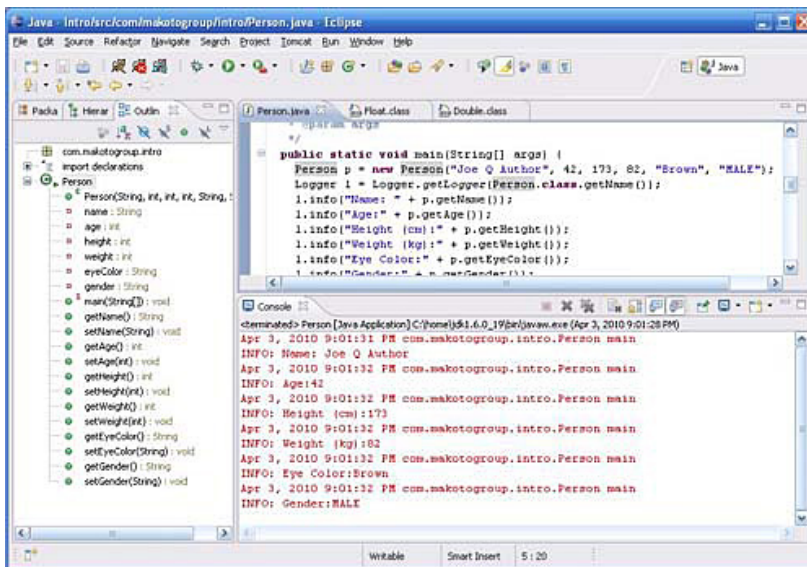 Java - Intro/src/com/makotogroup/intro/Person.java - Eclipse
File Edit Source Refactor Navigate Search Project Tomcat Run Window Help
Java
Packa Hierar Outlin
com.makotogroup.intro
import declarations
Person
Person(String, int, int, int, String, S
name : String
age : int
height : int
weight : int
eyeColor : String
gender : String
main(String[]) : void
getName() : String
setName(String) : void
getAge() : int
setAge(int) : void
getHeight() : int
setHeight(int) : void
getWeight() : int
setWeight(int) : void
getEyeColor() : String
setEyeColor(String) : void
getGender() : String
setGender(String) : void
Person.java Float.class Double.class
* @param args
*/
public static void main(String[] args) {
Person p = new Person("Joe Q Author", 42, 173, 82, "Brown", "MALE");
Logger l = Logger.getLogger(Person.class.getName());
l.info("Name: " + p.getName());
l.info("Age:" + p.getAge());
l.info("Height (cm):" + p.getHeight());
l.info("Weight (kg):" + p.getWeight());
l.info("Eye Color:" + p.getEyeColor());
l.info("Gender:" + p.getGender());
Console
<terminated> Person [Java Application] C:\home\jdk1.6.0_19\bin\javaw.exe (Apr 3, 2010 9:01:28 PM)
Apr 3, 2010 9:01:31 PM com.makotogroup.intro.Person main
INFO: Name: Joe Q Author
Apr 3, 2010 9:01:32 PM com.makotogroup.intro.Person main
INFO: Age:42
Apr 3, 2010 9:01:32 PM com.makotogroup.intro.Person main
INFO: Height (cm):173
Apr 3, 2010 9:01:32 PM com.makotogroup.intro.Person main
INFO: Weight (kg):82
Apr 3, 2010 9:01:32 PM com.makotogroup.intro.Person main
INFO: Eye Color:Brown
Apr 3, 2010 9:01:32 PM com.makotogroup.intro.Person main
INFO: Gender:MALE
Writable Smart Insert 5 : 20